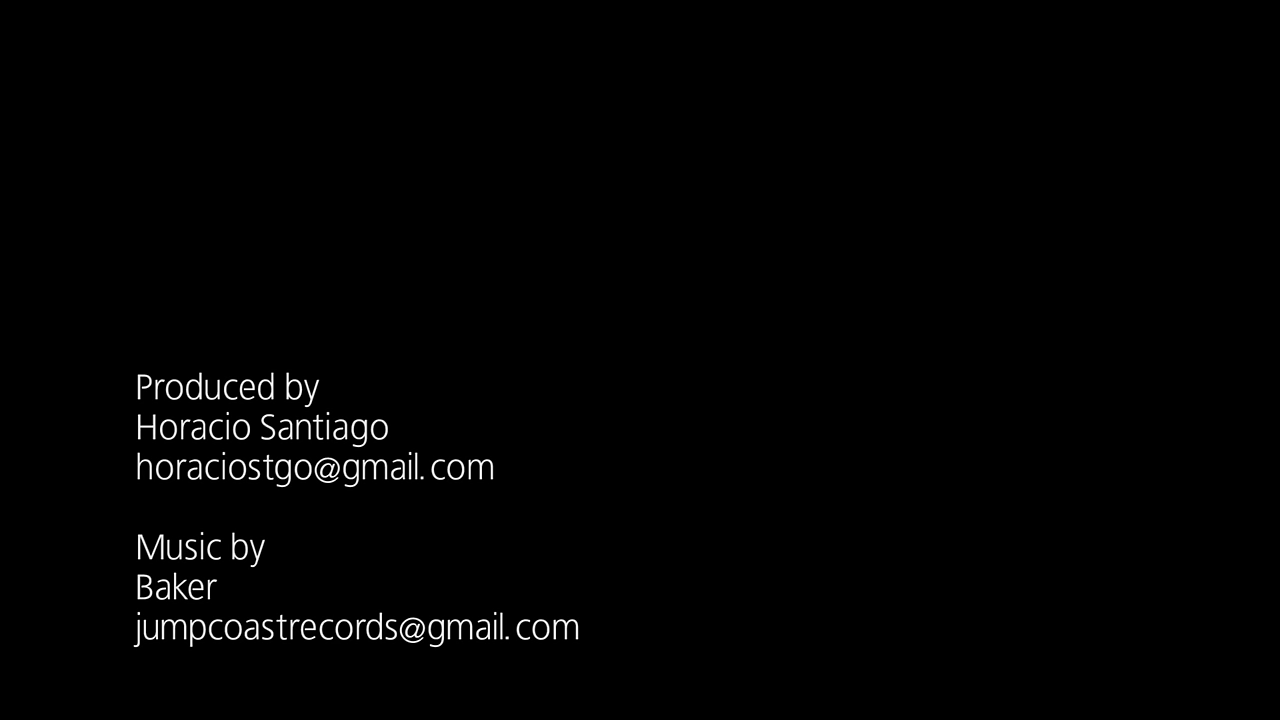 Produced by
Horacio Santiago
horaciostgo@gmail.com
Music by
Baker
jumpcoastrecords@gmail.com